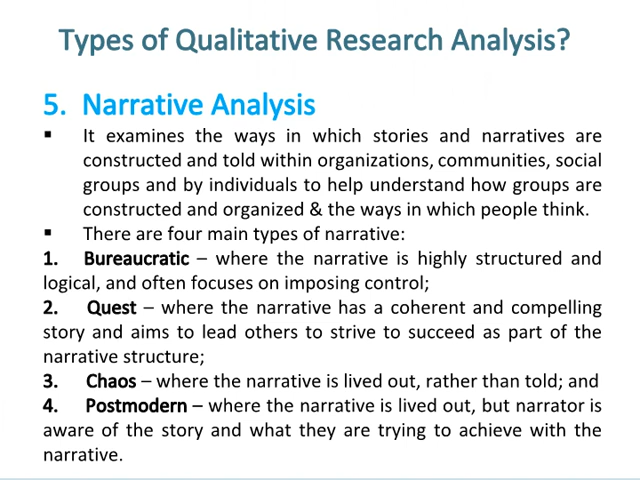 Types of Qualitative Research Analysis?
5. Narrative Analysis
▪ It examines the ways in which stories and narratives are
constructed and told within organizations, communities, social
groups and by individuals to help understand how groups are
constructed and organized & the ways in which people think.
▪ There are four main types of narrative:
1. Bureaucratic – where the narrative is highly structured and
logical, and often focuses on imposing control;
2. Quest – where the narrative has a coherent and compelling
story and aims to lead others to strive to succeed as part of the
narrative structure;
3. Chaos – where the narrative is lived out, rather than told; and
4. Postmodern – where the narrative is lived out, but narrator is
aware of the story and what they are trying to achieve with the
narrative.